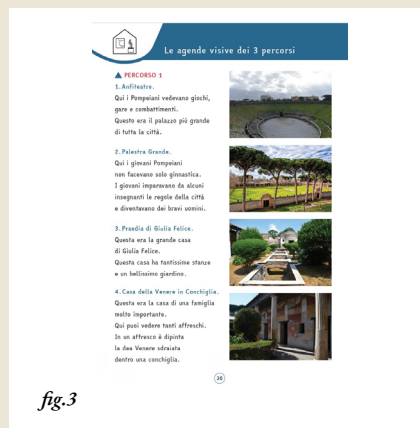 Le agende visive dei 3 percorsi
PERCORSO 1
1. Anfiteatro.
Qui i Pompeiani vedevano giochi,
gare e combattimenti.
Questo era il palazzo più grande
di tutta la città.
2. Palestra Grande.
Qui i giovani Pompeiani
non facevano solo ginnastica.
I giovani imparavano da alcuni
insegnanti le regole della città
e diventavano dei bravi uomini.
3. Praedia di Giulia Felice.
Questa era la grande casa
di Giulia Felice.
Questa casa ha tantissime stanze
e un bellissimo giardino.
4. Casa della Venere in Conchiglia.
Questa era la casa di una famiglia
molto importante.
Qui puoi vedere tanti affreschi.
In un affresco è dipinta
la dea Venere sdraiata
dentro una conchiglia.
30
fig.3